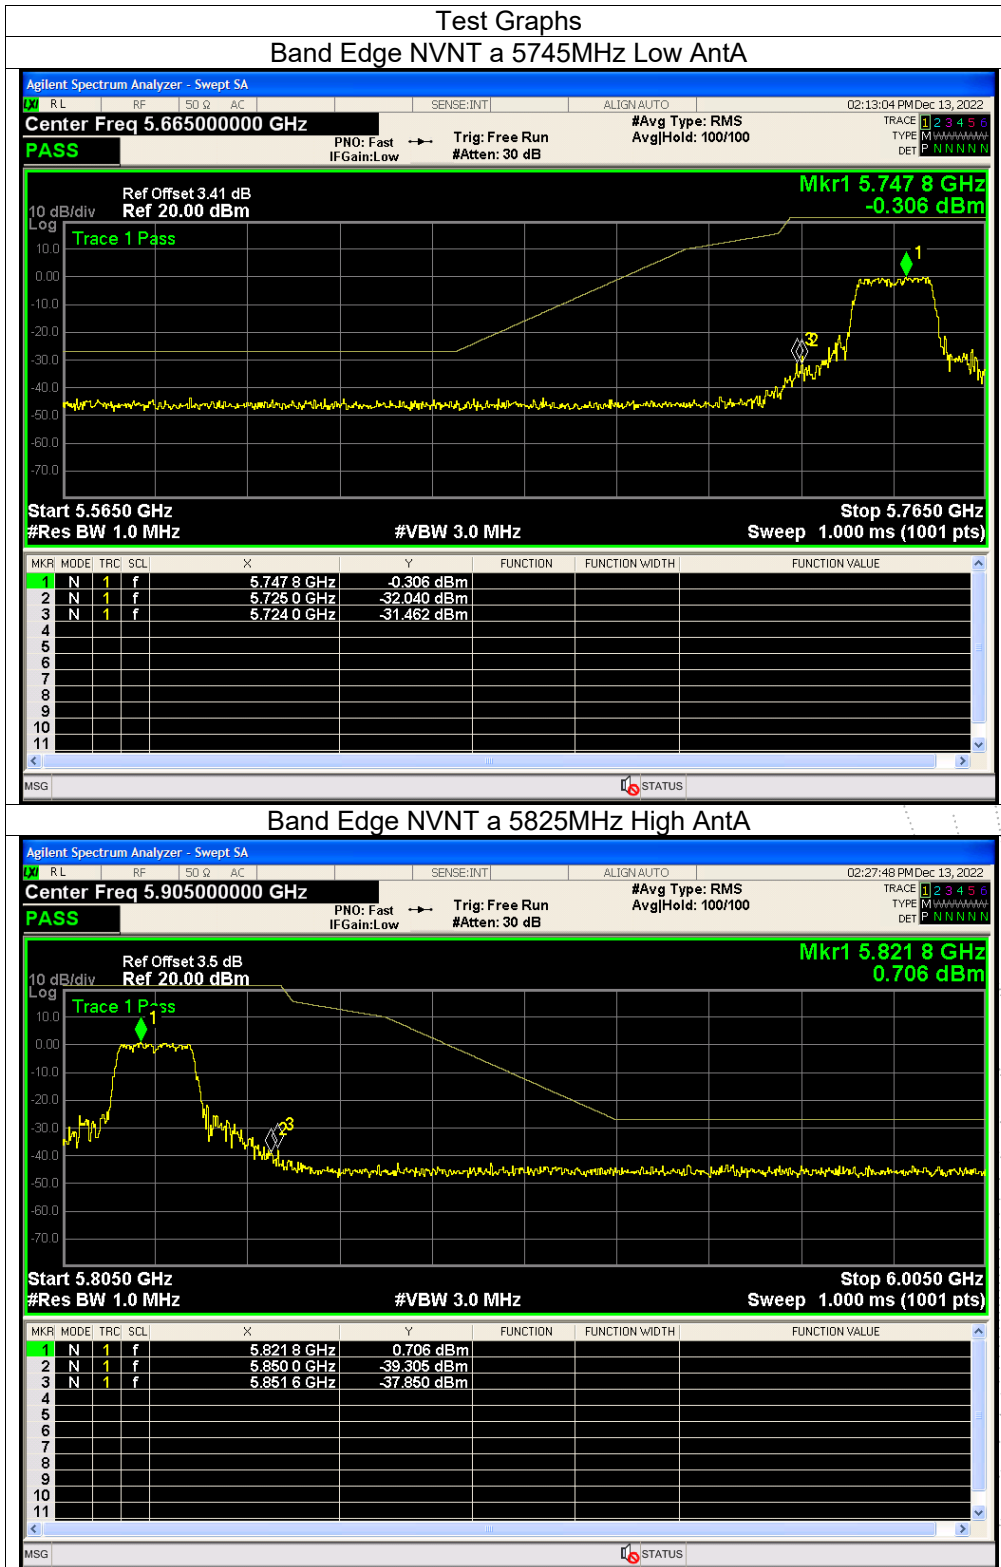 Test Graphs
Band Edge NVNT a 5745MHz Low AntA
Agilent Spectrum Analyzer - Swept SA
LXI RL RF 50 Ω AC SENSE:INT ALIGNAUTO 02:13:04 PM Dec 13, 2022
Center Freq 5.665000000 GHz #Avg Type: RMS TRACE 1 2 3 4 5 6
PASS PNO: Fast Trig: Free Run Avg|Hold: 100/100 TYPE M W W W W W
IFGain:Low #Atten: 30 dB DET P N N N N N
Mkr1 5.747 8 GHz
-0.306 dBm
Ref Offset 3.41 dB
10 dB/div Ref 20.00 dBm
Log
Trace 1 Pass
10.0
0.00
-10.0
-20.0
-30.0
-40.0
-50.0
-60.0
-70.0
1
3 2
Start 5.5650 GHz Stop 5.7650 GHz
#Res BW 1.0 MHz #VBW 3.0 MHz Sweep 1.000 ms (1001 pts)
MKR MODE TRC SCL X Y FUNCTION FUNCTION WIDTH FUNCTION VALUE
1 N 1 f 5.747 8 GHz -0.306 dBm
2 N 1 f 5.725 0 GHz -32.040 dBm
3 N 1 f 5.724 0 GHz -31.462 dBm
4
5
6
7
8
9
10
11
MSG STATUS
Band Edge NVNT a 5825MHz High AntA
Agilent Spectrum Analyzer - Swept SA
LXI RL RF 50 Ω AC SENSE:INT ALIGNAUTO 02:27:48 PM Dec 13, 2022
Center Freq 5.905000000 GHz #Avg Type: RMS TRACE 1 2 3 4 5 6
PASS PNO: Fast Trig: Free Run Avg|Hold: 100/100 TYPE M W W W W W
IFGain:Low #Atten: 30 dB DET P N N N N N
Mkr1 5.821 8 GHz
0.706 dBm
Ref Offset 3.5 dB
10 dB/div Ref 20.00 dBm
Log
Trace 1 Pass
10.0
0.00
-10.0
-20.0
-30.0
-40.0
-50.0
-60.0
-70.0
1
2 3
Start 5.8050 GHz Stop 6.0050 GHz
#Res BW 1.0 MHz #VBW 3.0 MHz Sweep 1.000 ms (1001 pts)
MKR MODE TRC SCL X Y FUNCTION FUNCTION WIDTH FUNCTION VALUE
1 N 1 f 5.821 8 GHz 0.706 dBm
2 N 1 f 5.850 0 GHz -39.305 dBm
3 N 1 f 5.851 6 GHz -37.850 dBm
4
5
6
7
8
9
10
11
MSG STATUS